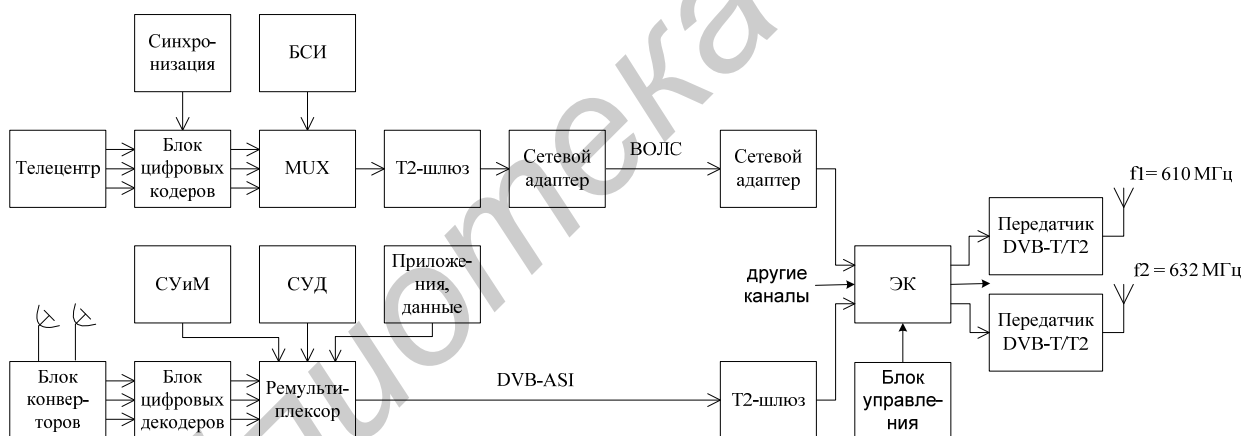 Синхро-
низация
БСИ
Телецентр
Блок
цифровых
кодеров
MUX
Т2-шлюз
Сетевой
адаптер
ВОЛС
Сетевой
адаптер
f1= 610 МГц
Передатчик
DVB-T/T2
СУиМ
СУД
Приложе-
ния,
данные
другие
каналы
ЭК
f2 = 632 МГц
Передатчик
DVB-T/T2
Блок
конвер-
торов
Блок
цифровых
декодеров
Ремульти-
плексор
DVB-ASI
Т2-шлюз
Блок
управле-
ния